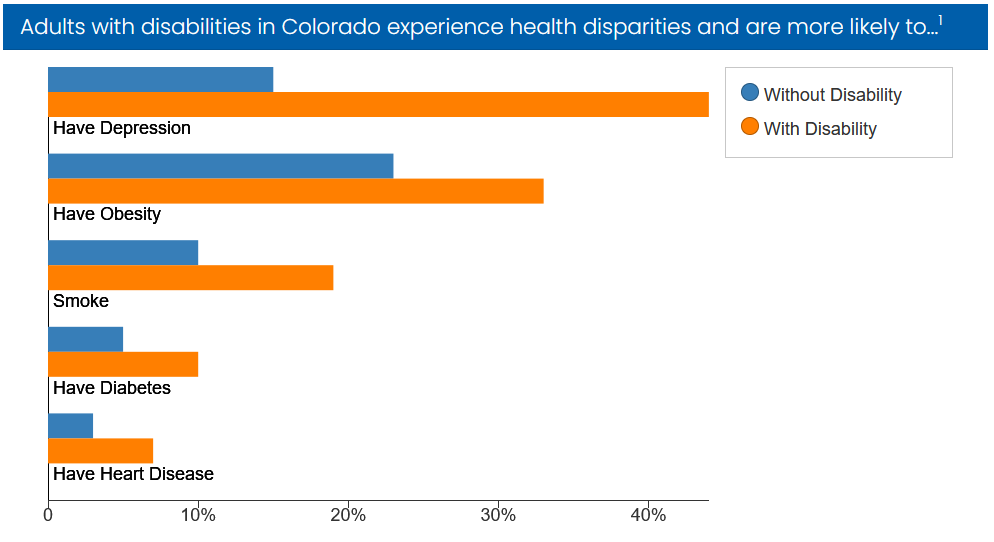 Adults with disabilities in Colorado experience health disparities and are more likely to...1
Without Disability
With Disability
Have Depression
Have Obesity
Smoke
Have Diabetes
Have Heart Disease
0 10% 20% 30% 40%